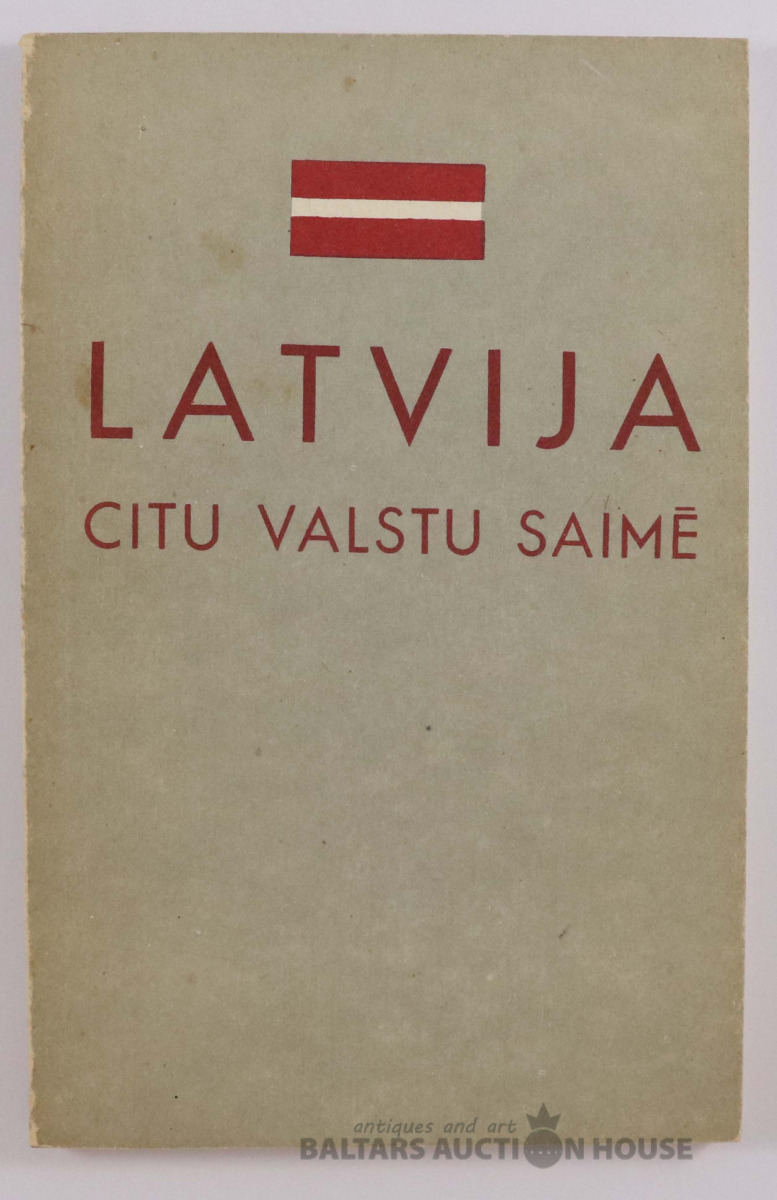 LATVIJA
CITU VALSTU SAIMĒ
antiques and art
BALTARS AUCTION HOUSE